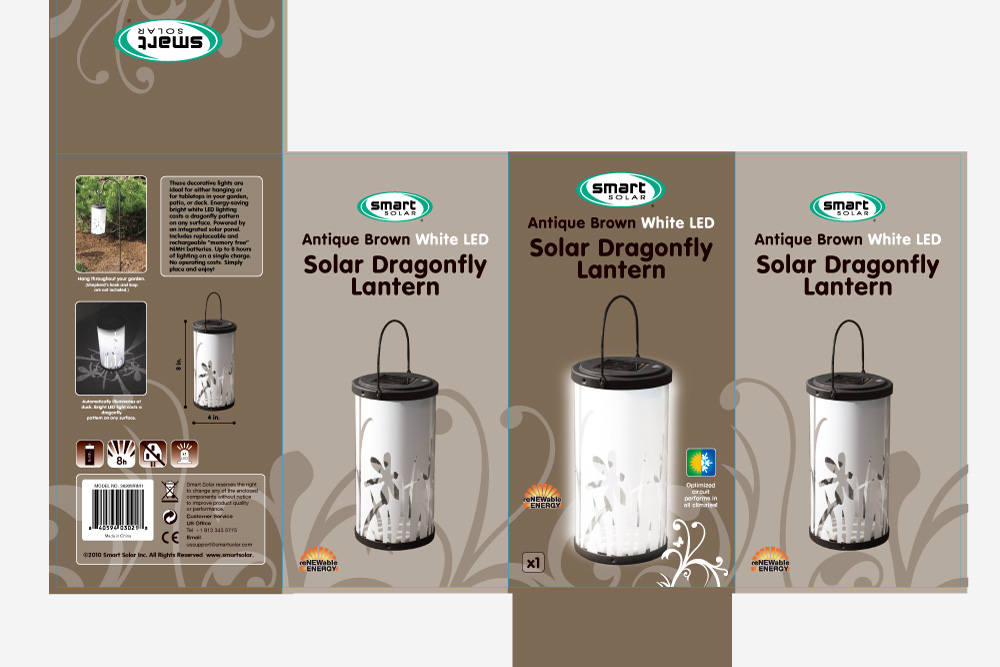 smart
SOLAR
These decorative lights are
ideal for either hanging or
for tabletops in your garden,
patio, or deck. Energy-saving
bright white LED lighting
casts a dragonfly pattern
on any surface. Powered by
an integrated solar panel.
Includes replaceable and
rechargeable "memory free"
NiMH batteries. Up to 8 hours
of lighting on a single charge.
No operating costs. Simply
place and enjoy!
Hang throughout your garden.
(Shepherd's hook and loop
are not included.)
8 in.
4 in.
Automatically illuminates at
dusk. Bright LED light casts a
dragonfly
pattern on any surface.
8h
MODEL NO.
Made in China
Smart Solar reserves the right
to change any of the enclosed
components without notice
to improve product quality
or performance.
Customer Service
US Office
Tel
Email
ussupport@smartsolar.com
©2010 Smart Solar Inc. All Rights Reserved www.smartsolar.
smart
SOLAR
Antique Brown White LED
Solar Dragonfly
Lantern
reNEWable
ENERGY
smart
SOLAR
Antique Brown White LED
Solar Dragonfly
Lantern
Optimized
circuit
performs in
all climates!
reNEWable
ENERGY
x1
smart
SOLAR
Antique Brown White LED
Solar Dragonfly
Lantern
reNEWable
ENERGY